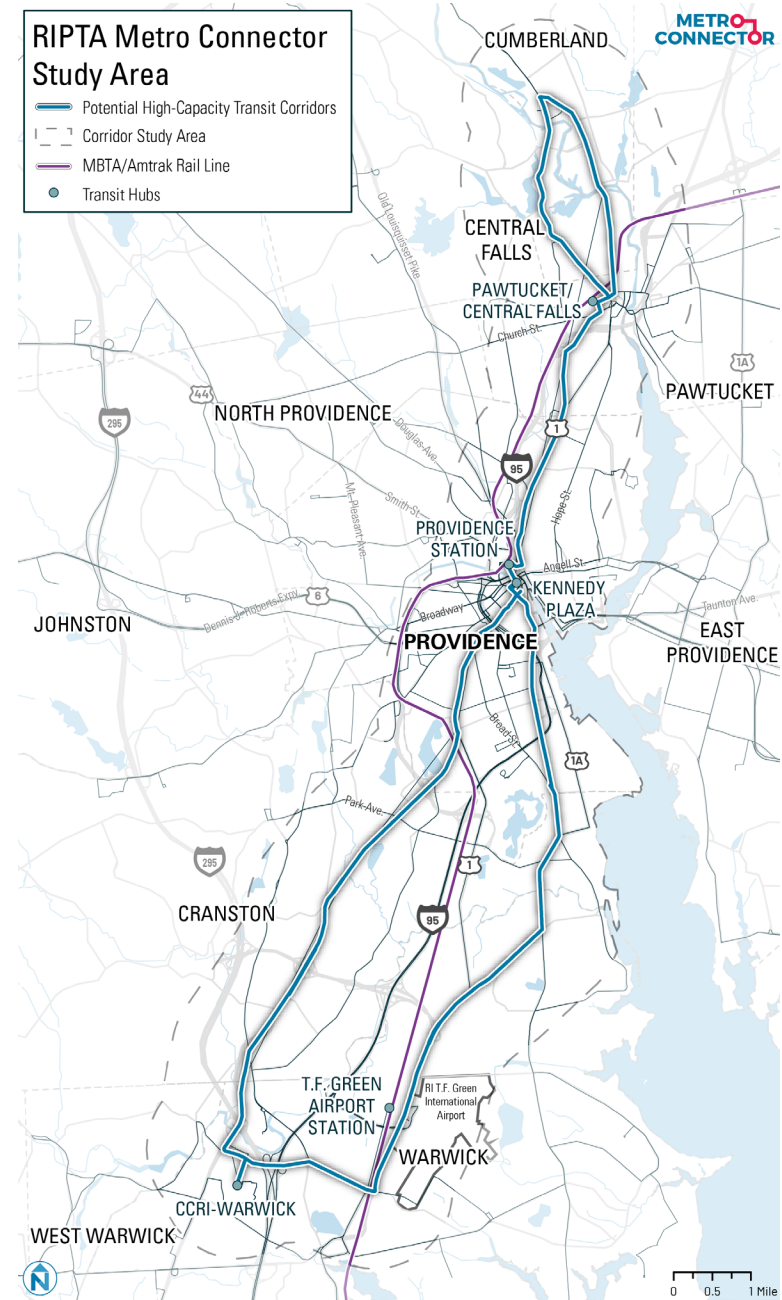 RIPTA Metro Connector
Study Area
Potential High-Capacity Transit Corridors
Corridor Study Area
MBTA/Amtrak Rail Line
Transit Hubs
METRO
CONNECTOR
CUMBERLAND
Old Louisquisset Pike
CENTRAL
FALLS
PAWTUCKET/
CENTRAL FALLS
Church St.
1A
44
PAWTUCKET
NORTH PROVIDENCE
295
1
Douglas Ave.
95
Mt. Pleasant Ave.
Smith St.
Hope St.
PROVIDENCE
STATION
Angell St.
KENNEDY
PLAZA
6
Dennis J Roberts Expy
Broadway
Taunton Ave.
JOHNSTON
EAST
PROVIDENCE
PROVIDENCE
Broad St.
1A
Park Ave.
295
1
CRANSTON
95
T.F. GREEN
AIRPORT
STATION
RI T.F. Green
International
Airport
WARWICK
CCRI-WARWICK
WEST WARWICK
N
0 0.5 1 Mile